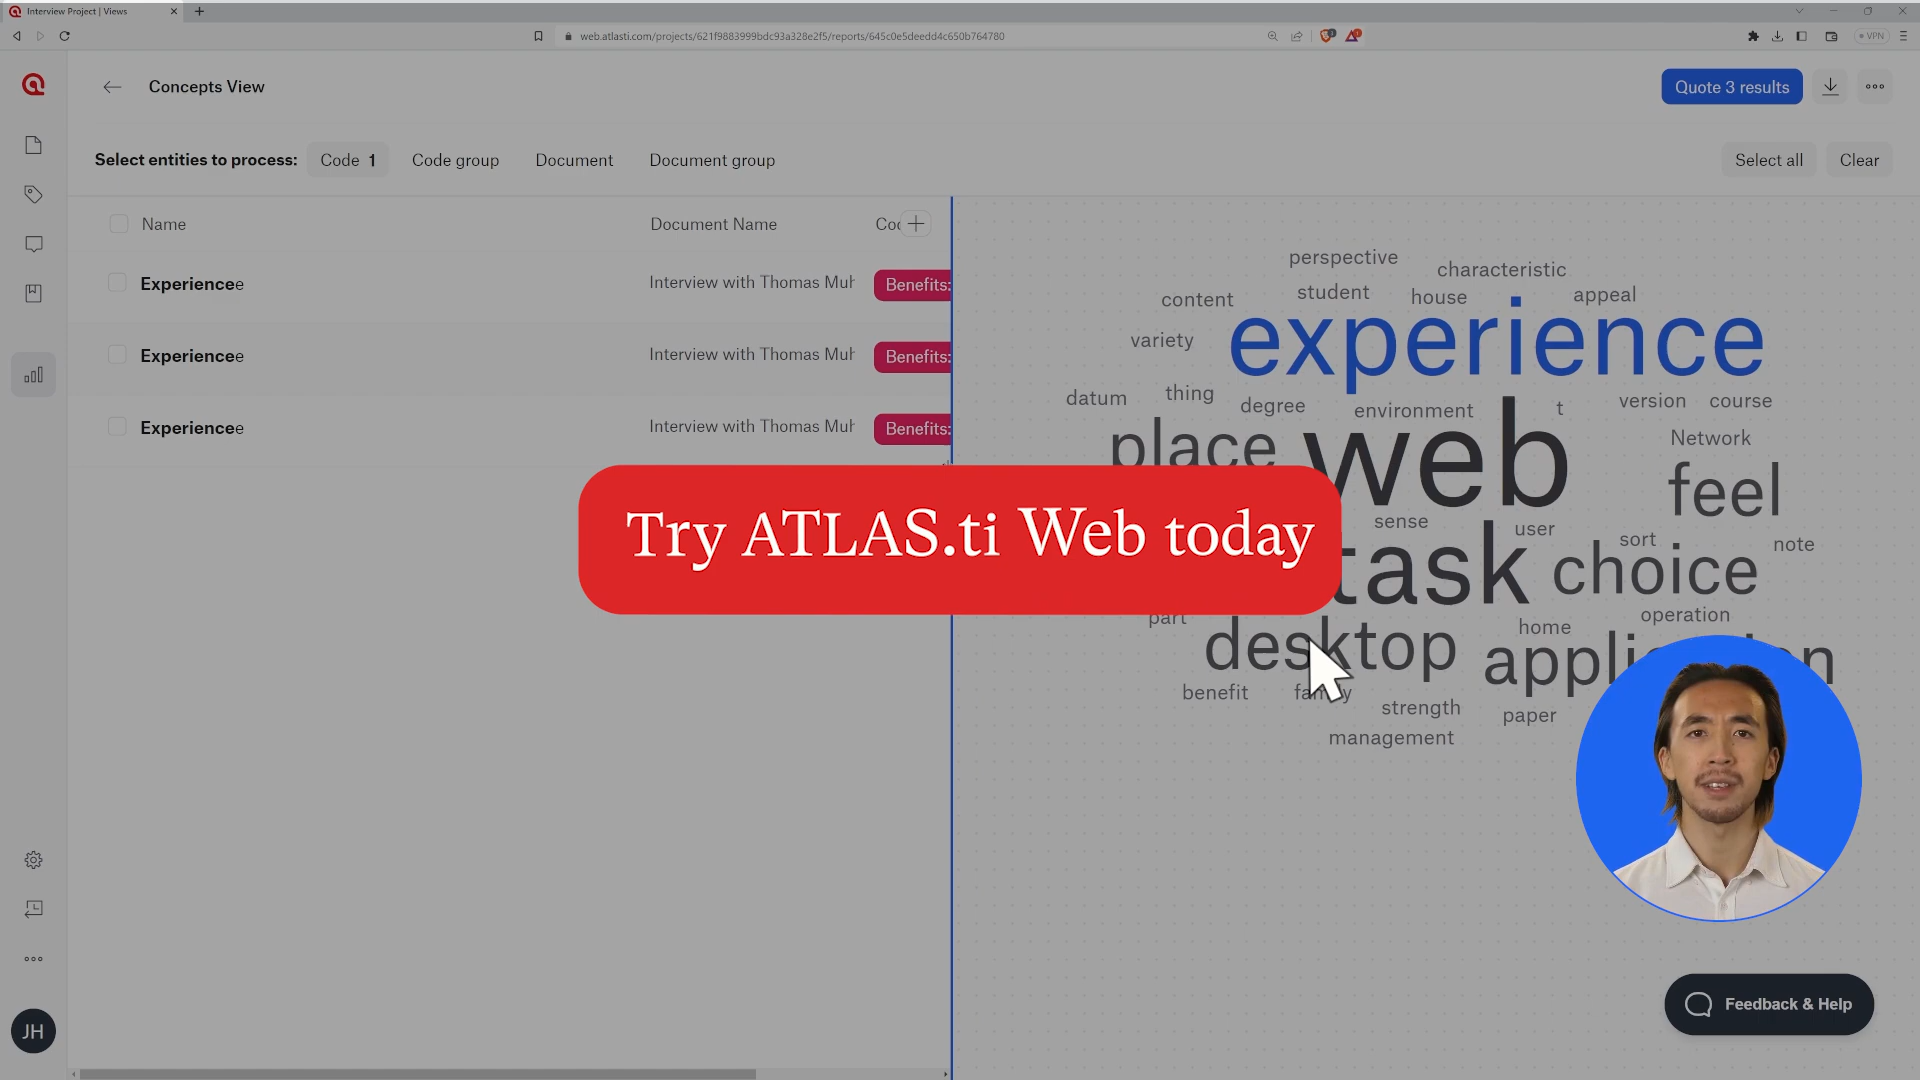 Interview Project | Views
web.atlasti.com/projects/621f9883999bdc93a328e2f5/reports/645c0e5deedd4c650b764780
VPN
Concepts View
Quote 3 results
Select entities to process: Code 1 Code group Document Document group
Select all Clear
Name Document Name
Experiencee Interview with Thomas Benefits:
Experiencee Interview with Thomas Benefits:
Experiencee Interview with Thomas Benefits:
perspective
characteristic
content student house appeal
experience
variety
datum thing degree environment t version course
place web Network
feel
Try ATLAS.ti Web today
sense user sort note
task choice
part operation
desktop home
benefit strength
paper
management
JH
Feedback & Help